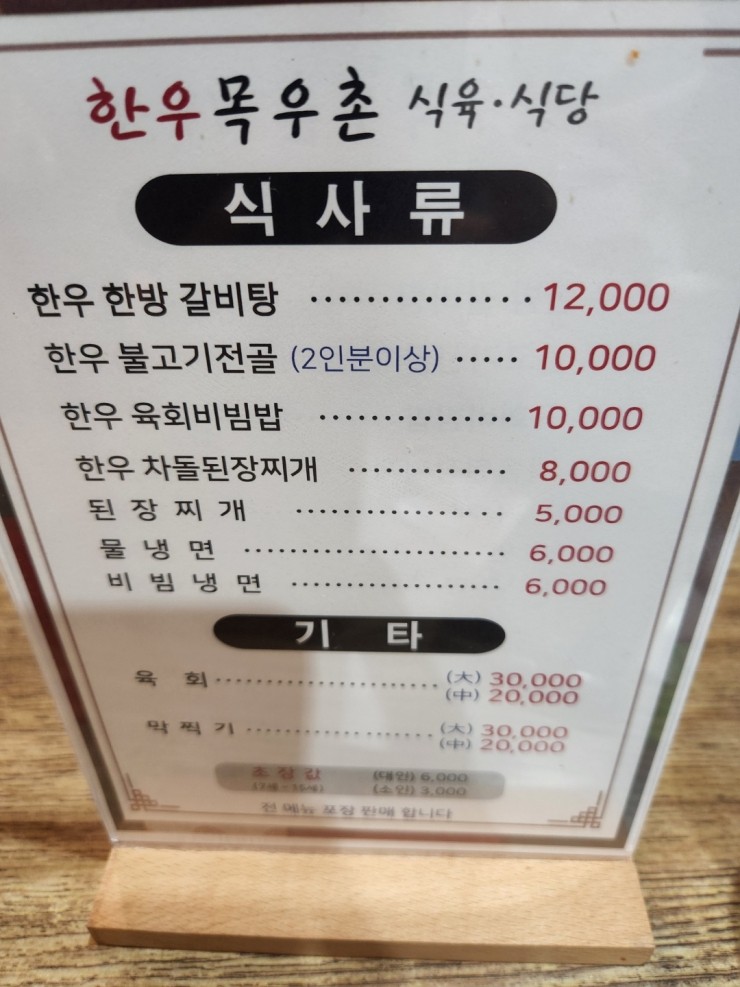 한우목우촌 식육·식당
식사류
한우 한방 갈비탕 ················ 12,000
한우 불고기전골 (2인분이상) ····· 10,000
한우 육회비빔밥 ··············· 10,000
한우 차돌된장찌개 ············· 8,000
된장찌개 ·················· 5,000
물냉면 ······················ 6,000
비빔냉면 ··················· 6,000
기타
육회 ···················· (大) 30,000
(中) 20,000
막찍기 ·················· (大) 30,000
(中) 20,000
초장값 (대인) 6,000
(소인) 3,000
전 메뉴 포장 판매 합니다